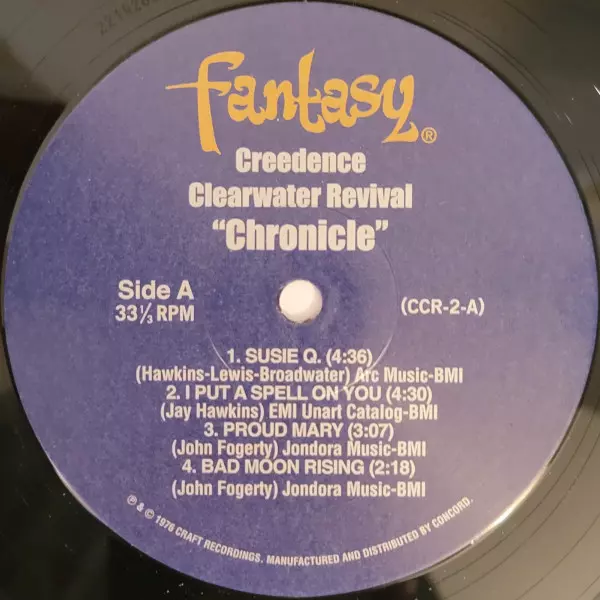 fantasy®
Creedence
Clearwater Revival
“Chronicle”
Side A
33⅓ RPM
(CCR-2-A)
1. SUSIE Q. (4:36)
(Hawkins-Lewis-Broadwater) Arc Music-BMI
2. I PUT A SPELL ON YOU (4:30)
(Jay Hawkins) EMI Unart Catalog-BMI
3. PROUD MARY (3:07)
(John Fogerty) Jondora Music-BMI
4. BAD MOON RISING (2:18)
(John Fogerty) Jondora Music-BMI
℗ & © 1976 CRAFT RECORDINGS. MANUFACTURED AND DISTRIBUTED BY CONCORD.